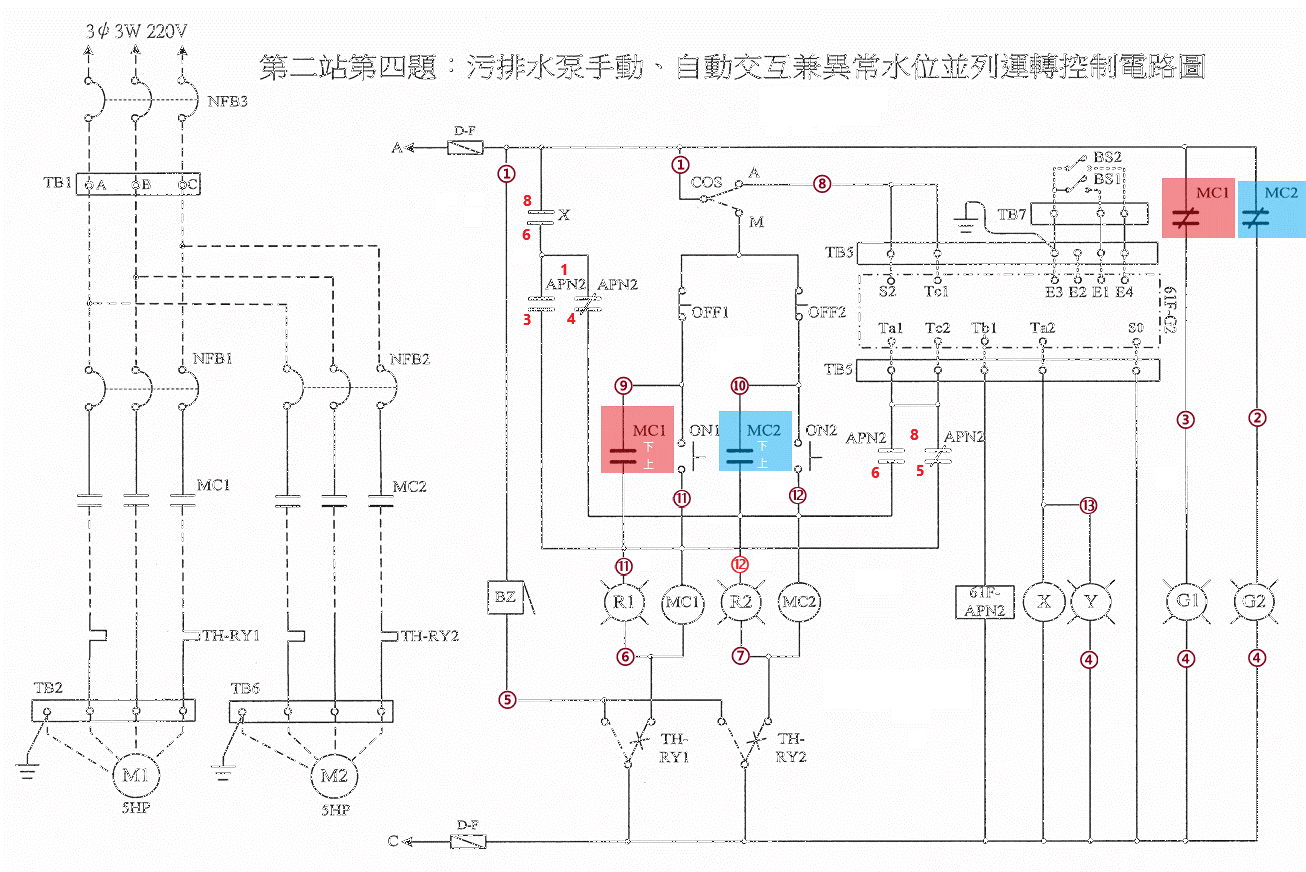 3φ 3W 220V
第二站第四題：污排水泵手動、自動交互兼異常水位並列運轉控制電路圖
NFB3
TB1
A
B
C
NFB1
NFB2
MC1
MC2
TH-RY1
TH-RY2
TB2
TB6
M1
M2
5HP
5HP
A
D-F
①
①
8
X
6
COS
A
⑧
M
BS2
BS1
TB7
MC1
MC2
TB5
1
APN2
APN2
3
4
OFF1
OFF2
S2
Tc1
E3
E2
E1
E4
61F-G2
Ta1
Tc2
Tb1
Ta2
S0
TB5
⑨
⑩
MC1
下
上
ON1
MC2
下
上
ON2
APN2
8
APN2
6
5
③
②
⑪
⑫
⑬
⑪
⑫
BZ
R1
MC1
R2
MC2
61F-
APN2
X
Y
G1
G2
⑥
⑦
④
④
④
⑤
TH-
RY1
TH-
RY2
C
D-F